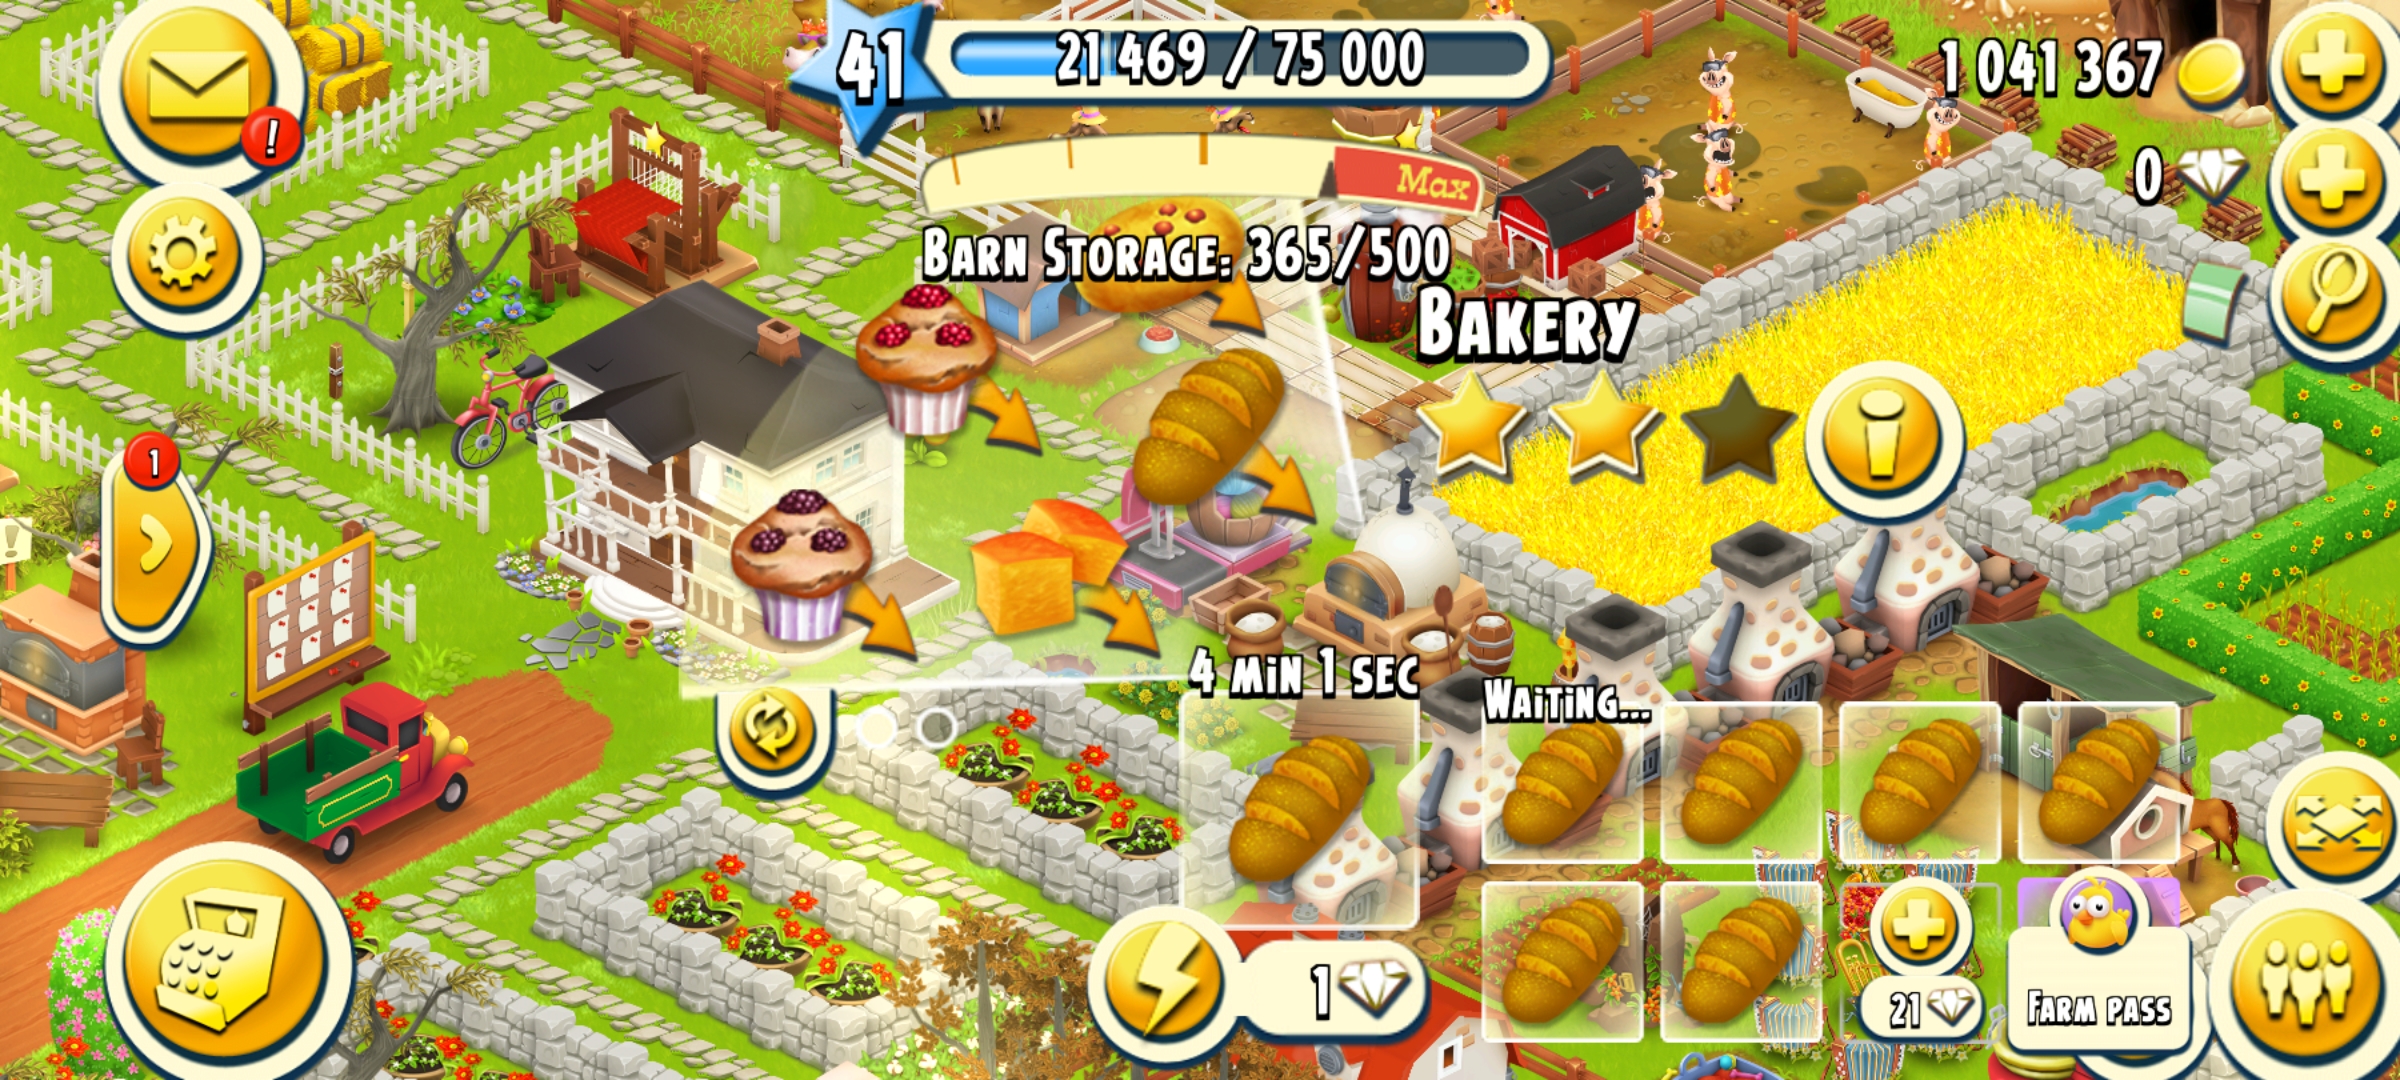 41
21 469 / 75 000
1 041 367
!
Max
0
BARN STORAGE: 365/500
BAKERY
1
4 MIN 1 SEC
WAITING...
1
21
FARM PASS